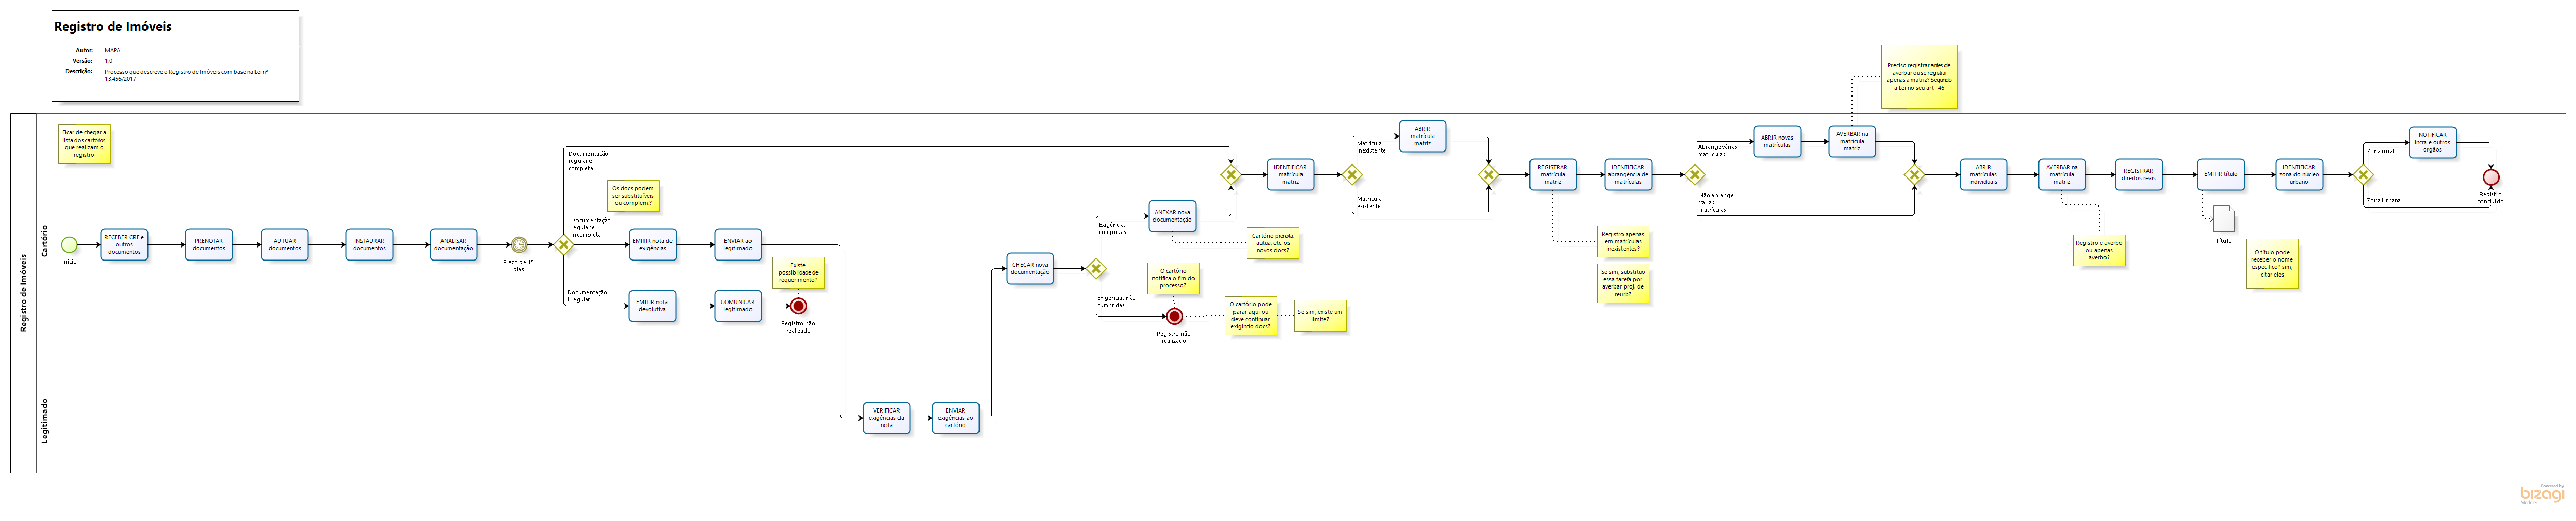 Registro de Imóveis
Autor: MAPA
Versão: 1.0
Descrição: Processo que descreve o Registro de Imóveis com base na Lei nº
13.456/2017
Registro de Imóveis
Cartório
Legitimado
Ficar de chegar a
lista dos cartórios
que realizam o
registro
Início
RECEBER CRF e
outros
documentos
PRENOTAR
documentos
AUTUAR
documentos
INSTAURAR
documentos
ANALISAR
documentação
Prazo de 15
dias
Documentação
regular e
completa
Os docs podem
ser substituíveis
ou complem.?
Documentação
regular e
incompleta
EMITIR nota de
exigências
ENVIAR ao
legitimado
Documentação
irregular
EMITIR nota
devolutiva
COMUNICAR
legitimado
Existe
possibilidade de
requerimento?
Registro não
realizado
VERIFICAR
exigências da
nota
ENVIAR
exigências ao
cartório
CHECAR nova
documentação
Exigências
cumpridas
Exigências não
cumpridas
ANEXAR nova
documentação
Cartório prenota,
autua, etc. os
novos docs?
O cartório
notifica o fim do
processo?
Registro não
realizado
O cartório pode
parar aqui ou
deve continuar
exigindo docs?
Se sim, existe um
limite?
IDENTIFICAR
matrícula
matriz
Matrícula
inexistente
ABRIR
matrícula
matriz
Matrícula
existente
REGISTRAR
matrícula
matriz
Registro apenas
em matrículas
inexistentes?
Se sim, substituo
essa tarefa por
averbar proj. de
reurb?
IDENTIFICAR
abrangência de
matrículas
Abrange várias
matrículas
Não abrange
várias
matrículas
ABRIR novas
matrículas
AVERBAR na
matrícula
matriz
Preciso registrar antes de
averbar ou se registra
apenas a matriz? Segundo
a Lei no seu art 46
ABRIR
matrículas
individuais
AVERBAR na
matrícula
matriz
Registro e averbo
ou apenas
averbo?
REGISTRAR
direitos reais
EMITIR título
Título
O título pode
receber o nome
específico? sim,
citar eles
IDENTIFICAR
zona do núcleo
urbano
Zona rural
Zona Urbana
NOTIFICAR
Incra e outros
orgãos
Registro
concluído
Powered by
bizagi
Modeler